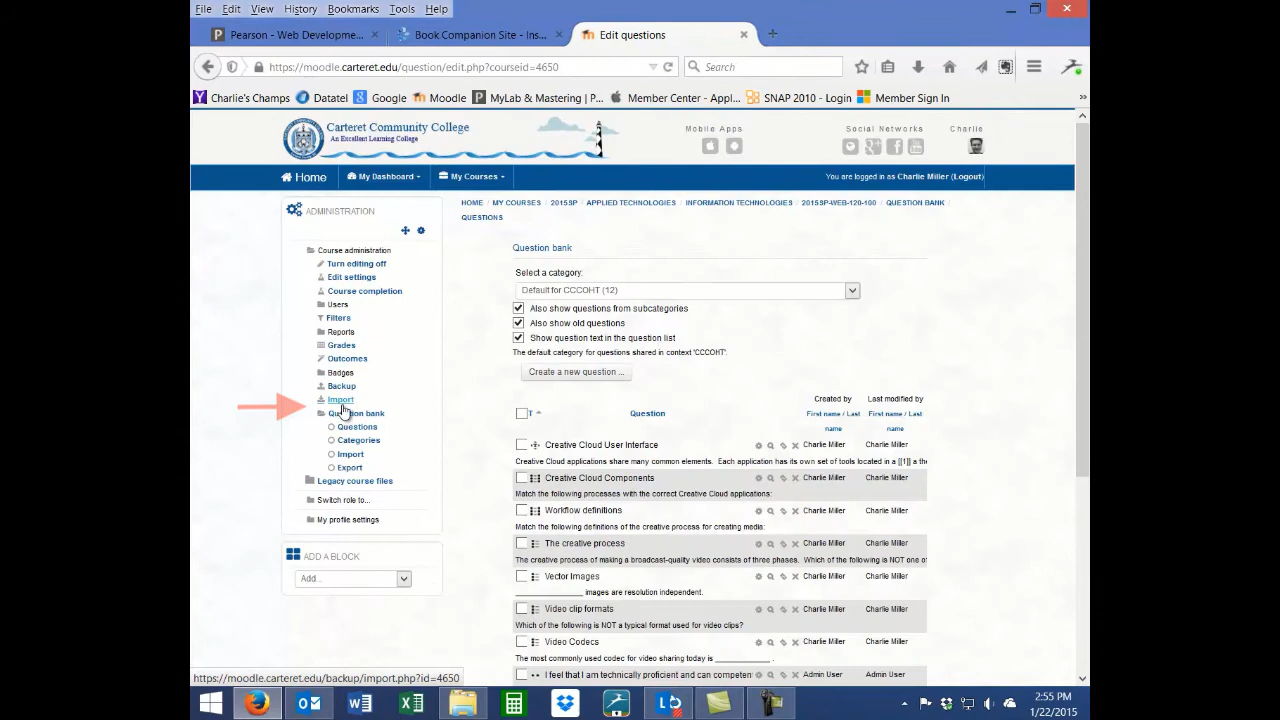 File Edit View History Bookmarks Tools Help
Pearson - Web Developme...
Book Companion Site - Ins...
Edit questions
https://moodle.carteret.edu/question/edit.php?courseid=4650
Search
Charlie's Champs
Datatel
Google
Moodle
MyLab & Mastering | P...
Member Center - Appl...
SNAP 2010 - Login
Member Sign In
Carteret Community College
An Excellent Learning College
Mobile Apps
Social Networks
Charlie
Home
My Dashboard
My Courses
You are logged in as Charlie Miller (Logout)
ADMINISTRATION
Course administration
Turn editing off
Edit settings
Course completion
Users
Filters
Reports
Grades
Outcomes
Badges
Backup
Import
Question bank
Questions
Categories
Import
Export
Legacy course files
Switch role to...
My profile settings
ADD A BLOCK
Add...
HOME MY COURSES 2015SP APPLIED TECHNOLOGIES INFORMATION TECHNOLOGIES 2015SP-WEB-120-100 QUESTION BANK
QUESTIONS
Question bank
Select a category:
Default for CCCOHT (12)
Also show questions from subcategories
Also show old questions
Show question text in the question list
The default category for questions shared in context 'CCCOHT'.
Create a new question ...
Created by Last modified by
T Question First name / Last name First name / Last name
Creative Cloud User Interface Charlie Miller Charlie Miller
Creative Cloud applications share many common elements. Each application has its own set of tools located in a [[1]] a the
Creative Cloud Components Charlie Miller Charlie Miller
Match the following processes with the correct Creative Cloud applications:
Workflow definitions Charlie Miller Charlie Miller
Match the following definitions of the creative process for creating media:
The creative process Charlie Miller Charlie Miller
The creative process of making a broadcast-quality video consists of three phases. Which of the following is NOT one of
Vector Images Charlie Miller Charlie Miller
_______________ images are resolution independent.
Video clip formats Charlie Miller Charlie Miller
Which of the following is NOT a typical format used for video clips?
Video Codecs Charlie Miller Charlie Miller
The most commonly used codec for video sharing today is ____________ .
I feel that I am technically proficient and can competen Admin User Admin User
https://moodle.carteret.edu/backup/import.php?id=4650
2:55 PM
1/22/2015